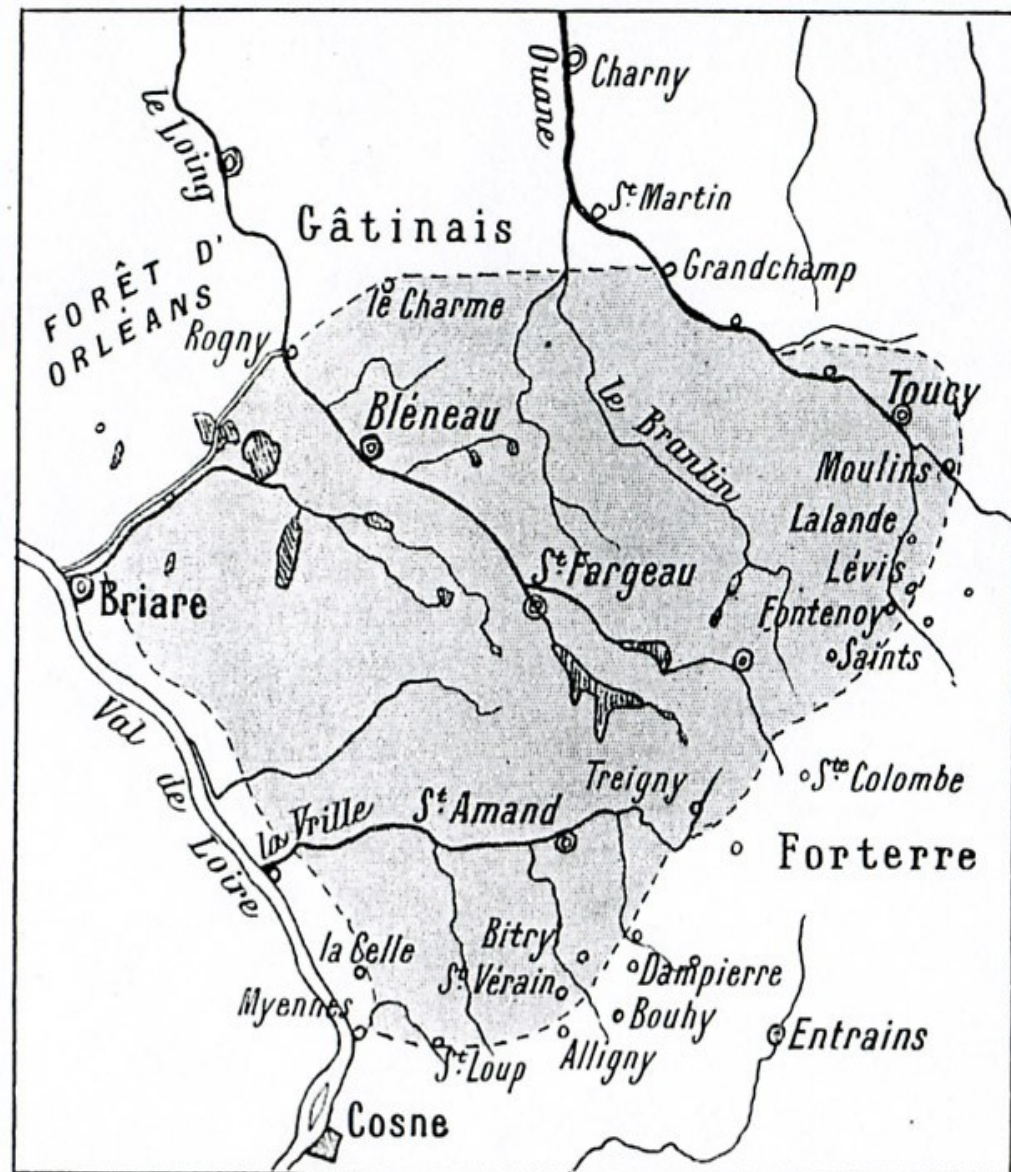 Ouane
Charny
le Loing
St Martin
Gâtinais
Grandchamp
FORÊT D'
ORLÉANS
le Charme
Rogny
Toucy
Bléneau
le Branlin
Moulins
Lalande
Lévis
St Fargeau
Briare
Fontenoy
Saints
Val de Loire
Treigny
Ste Colombe
la Vrille
St Amand
Forterre
la Celle
Bitry
Dampierre
St Vérain
Myennes
Bouhy
Entrains
Alligny
St Loup
Cosne